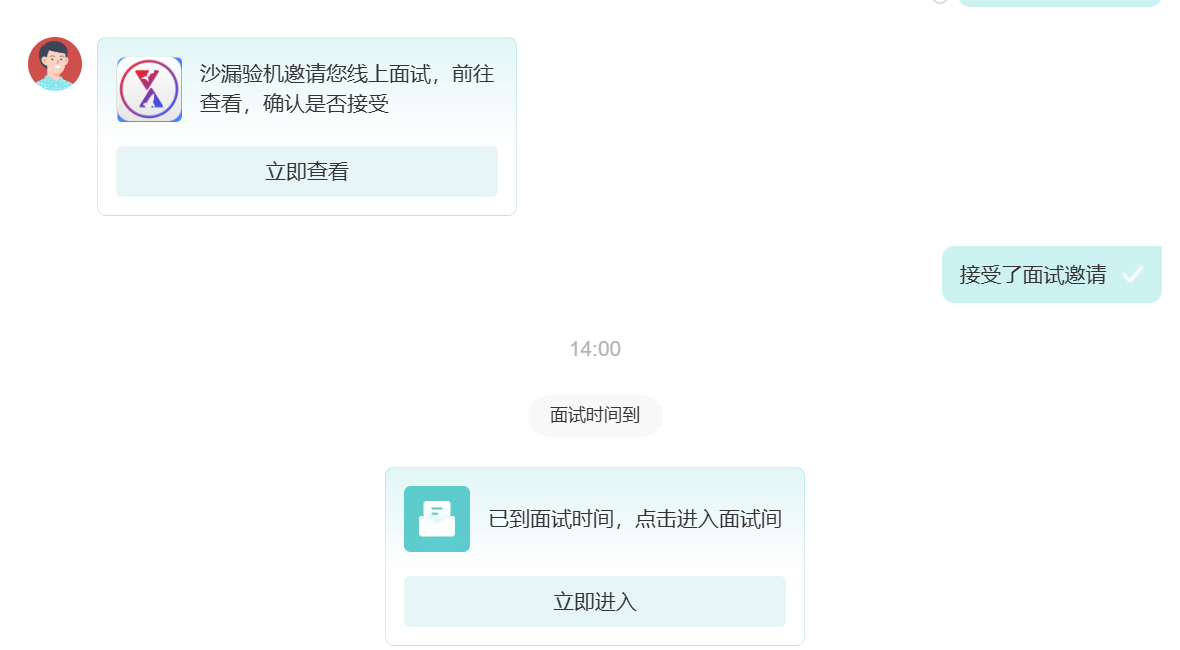 沙漏验机邀请您线上面试，前往
查看，确认是否接受
立即查看
接受了面试邀请
14:00
面试时间到
已到面试时间，点击进入面试间
立即进入